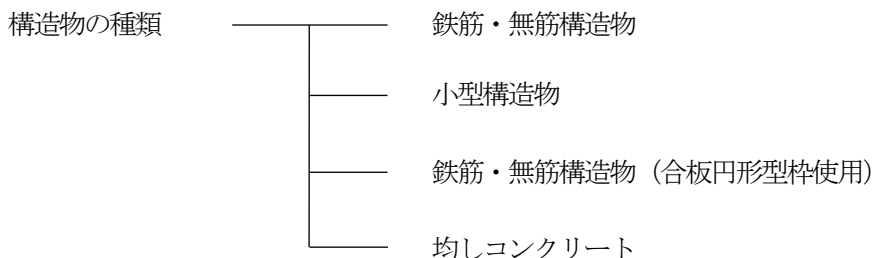 構造物の種類
鉄筋・無筋構造物
小型構造物
鉄筋・無筋構造物（合板円形型枠使用）
均しコンクリート